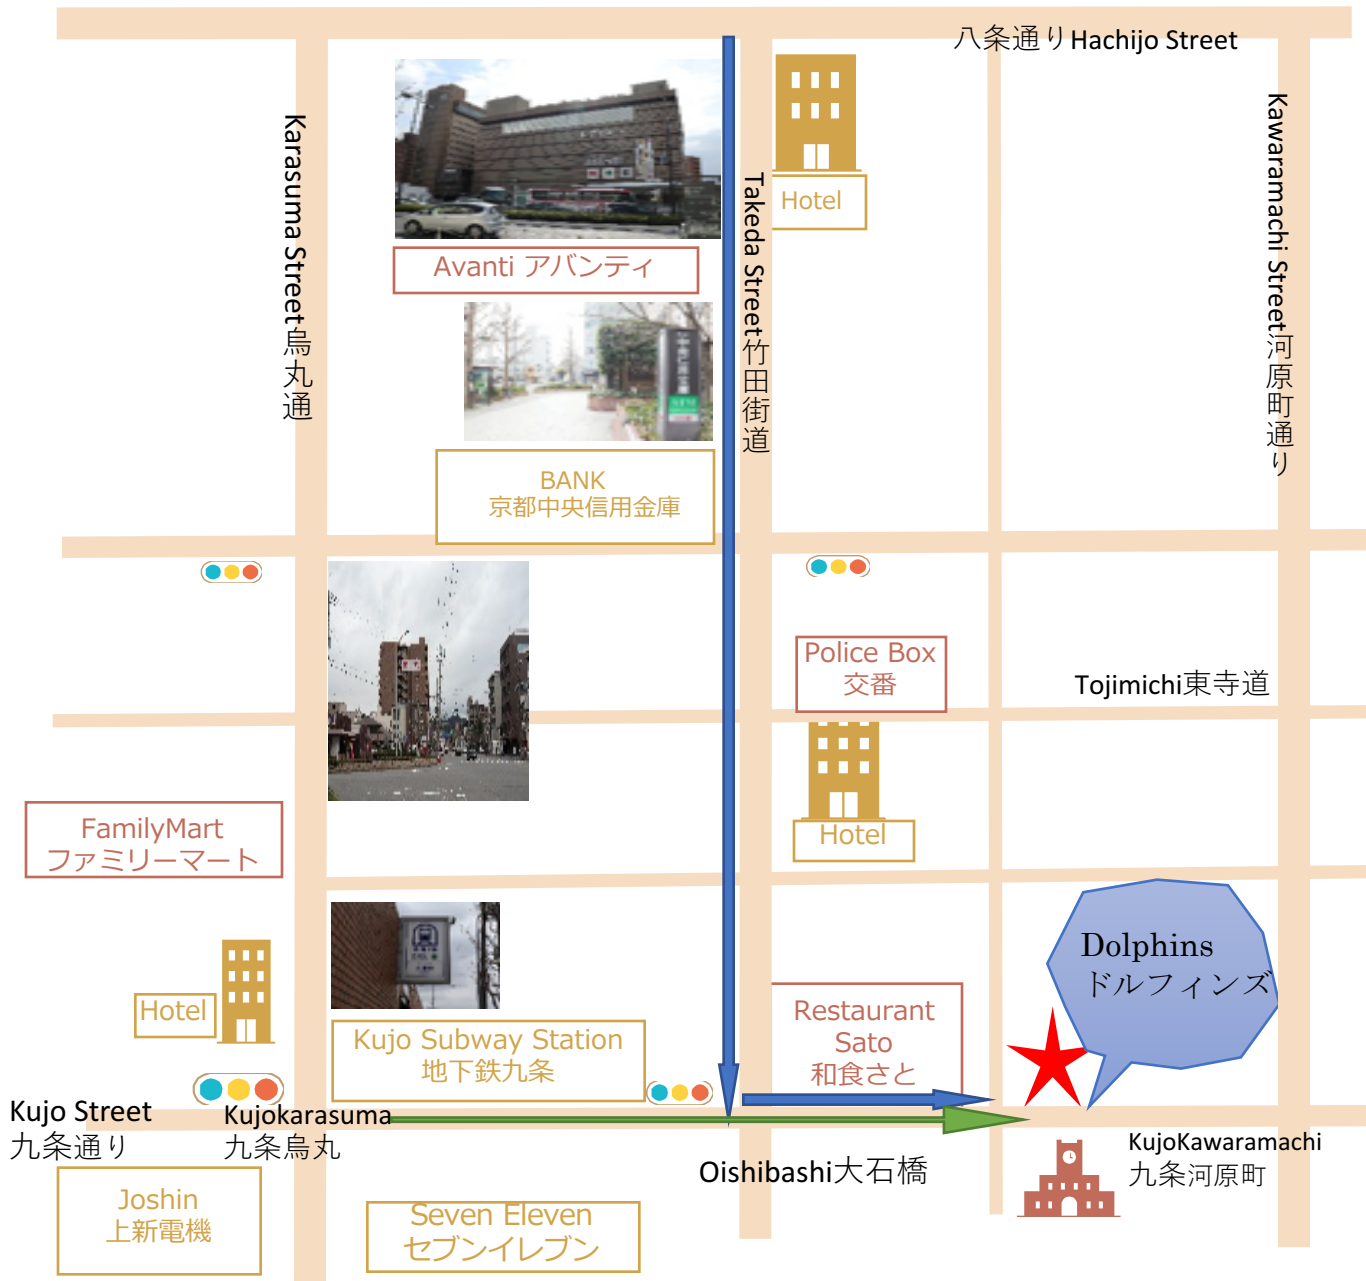 八条通りHachijo Street
Karasuma Street烏丸通
Takeda Street竹田街道
Kawaramachi Street河原町通り
Hotel
Avanti アバンティ
BANK
京都中央信用金庫
Police Box
交番
Tojimichi東寺道
FamilyMart
ファミリーマート
Hotel
Dolphins
ドルフィンズ
Hotel
Kujo Subway Station
地下鉄九条
Restaurant
Sato
和食さと
Kujo Street
九条通り
Kujokarasuma
九条烏丸
Oishibashi大石橋
KujoKawaramachi
九条河原町
Joshin
上新電機
Seven Eleven
セブンイレブン